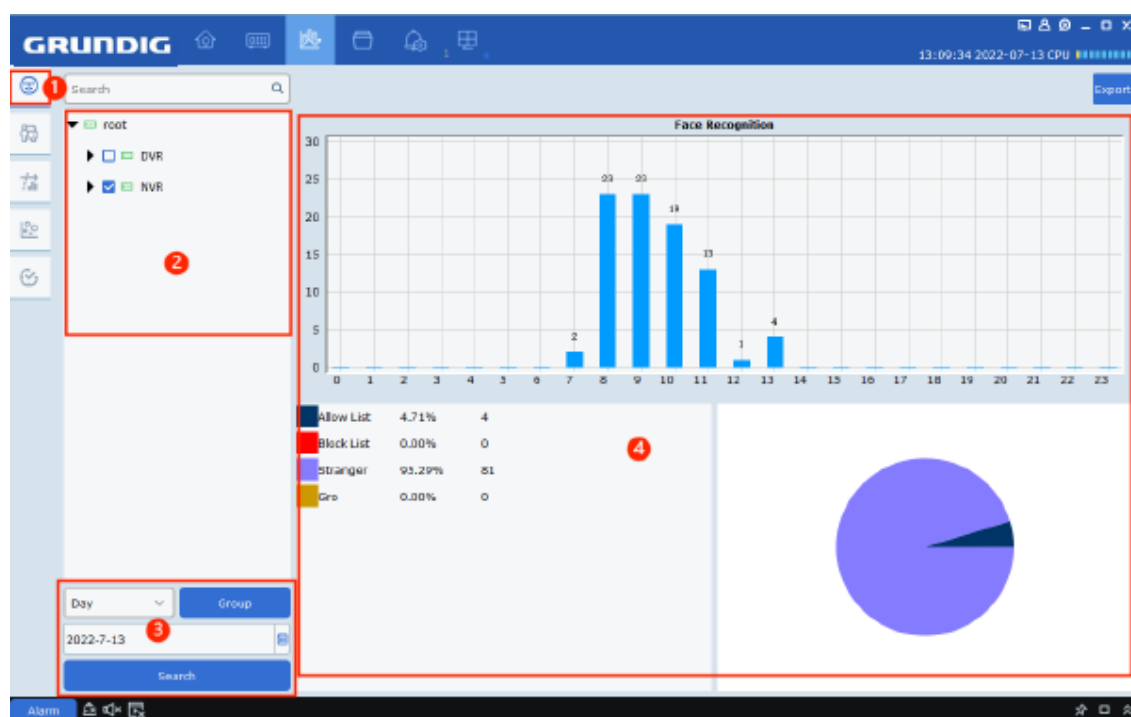 GRUNDIG
1
13:09:34 2022-07-13 CPU
1
Search
Export
2
root
DVR
NVR
Face Recognition
30
25
20
15
10
5
0
2
23
23
19
13
1
4
0 1 2 3 4 5 6 7 8 9 10 11 12 13 14 15 16 17 18 19 20 21 22 23
4
Allow List 4.71% 4
Block List 0.00% 0
Stranger 95.29% 81
Gro 0.00% 0
3
Day
Group
2022-7-13
Search
Alarm